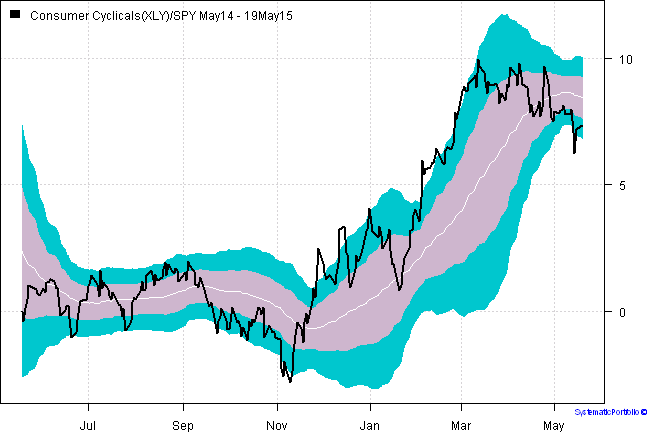 Consumer Cyclicals(XLY)/SPY May14 - 19May15
10
5
0
Jul Sep Nov Jan Mar May
SystematicPortfolio ©